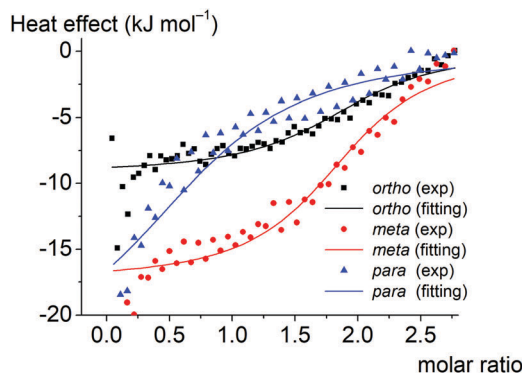 Heat effect (kJ mol⁻¹)
0
-5
-10
-15
-20
ortho (exp)
ortho (fitting)
meta (exp)
meta (fitting)
para (exp)
para (fitting)
0.0 0.5 1.0 1.5 2.0 2.5
molar ratio